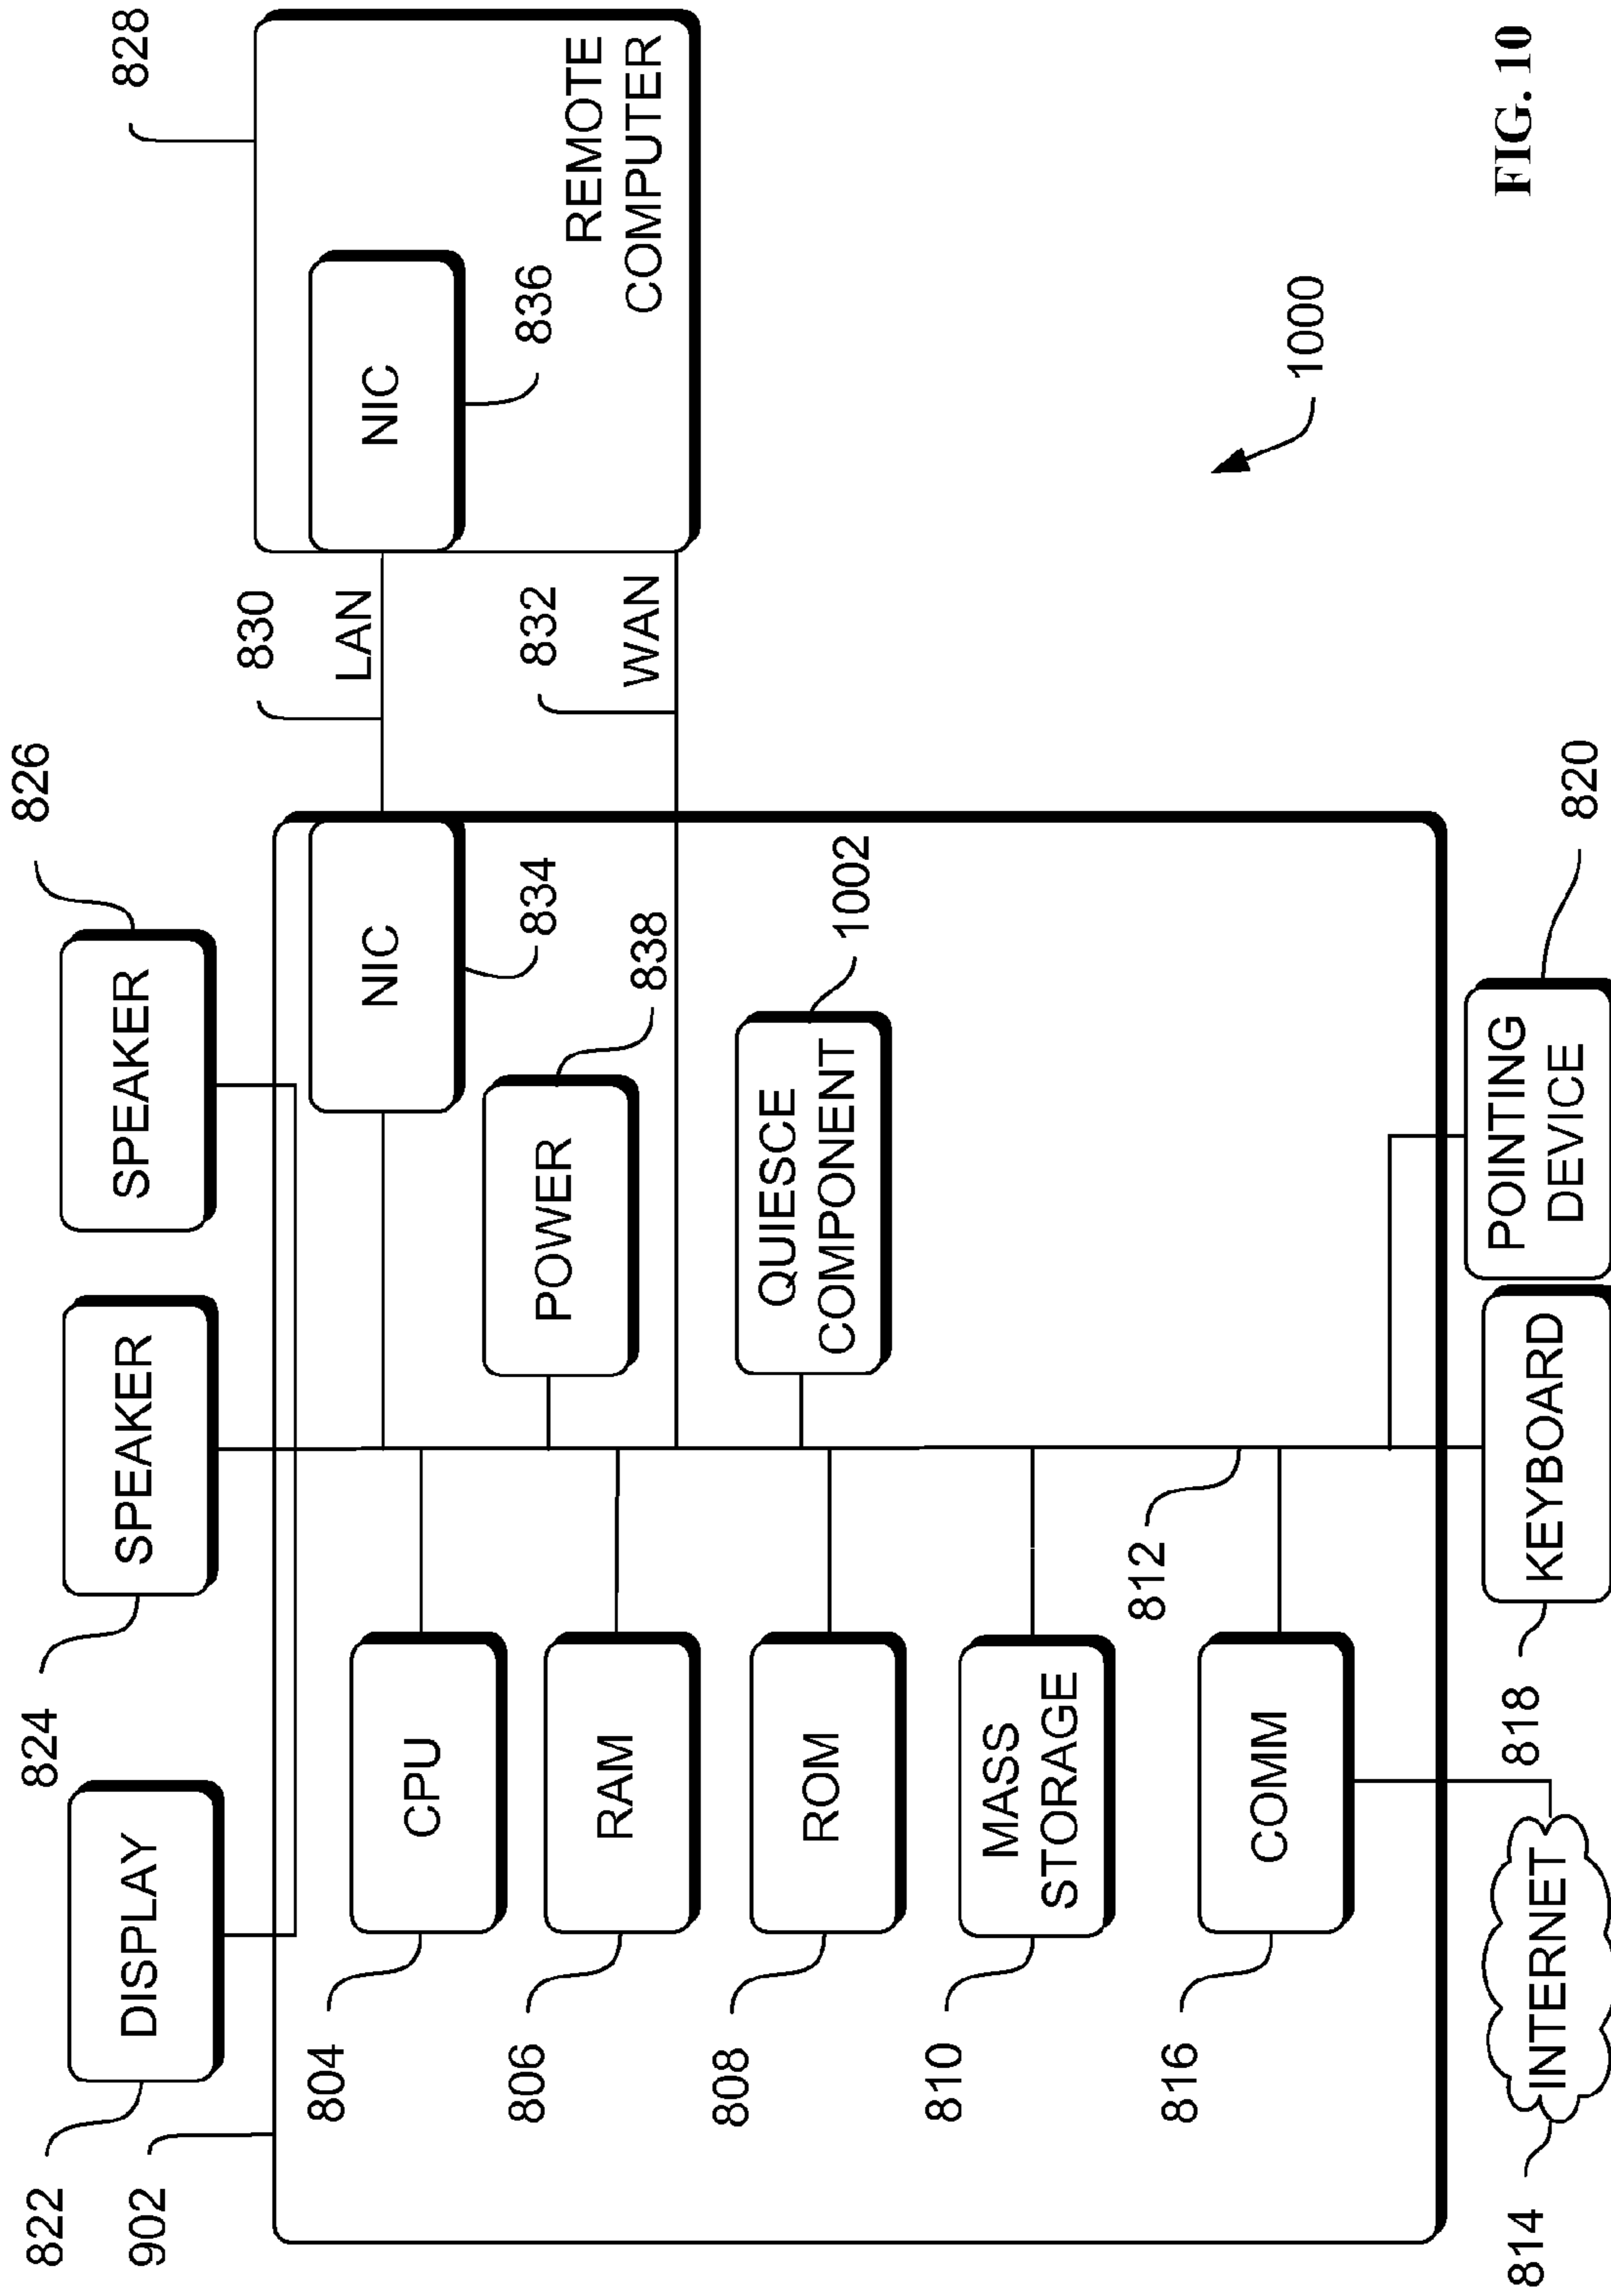 822
902
824
826
828
DISPLAY
SPEAKER
SPEAKER
804
CPU
806
RAM
808
ROM
810
MASS
STORAGE
816
COMM
812
NIC
834
POWER
838
QUIESCE
COMPONENT
1002
830
LAN
832
WAN
NIC
836
REMOTE
COMPUTER
1000
814
INTERNET
818
KEYBOARD
POINTING
DEVICE
820
FIG. 10